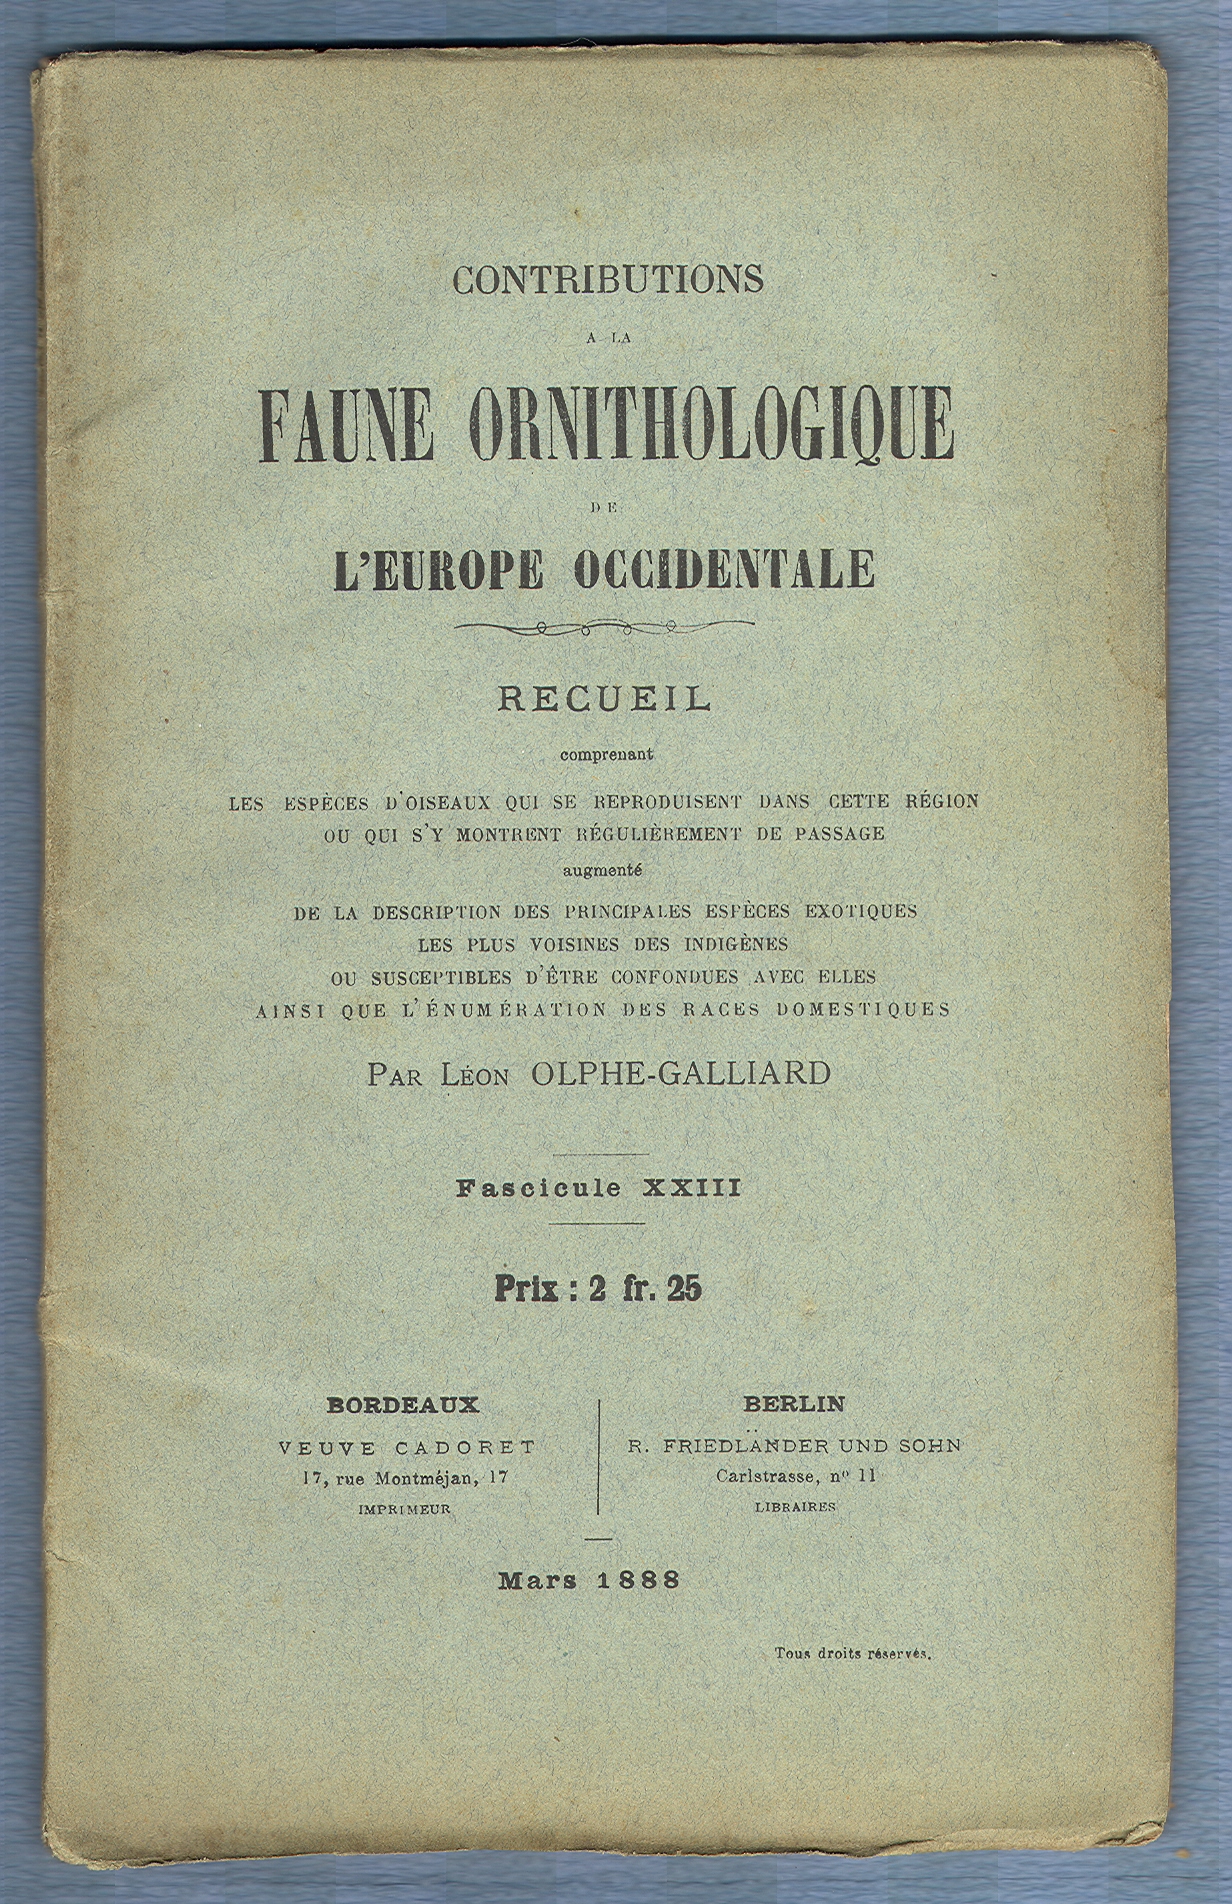 CONTRIBUTIONS
A LA
FAUNE ORNITHOLOGIQUE
DE
L'EUROPE OCCIDENTALE
RECUEIL
comprenant
LES ESPÈCES D'OISEAUX QUI SE REPRODUISENT DANS CETTE RÉGION
OU QUI S'Y MONTRENT RÉGULIÈREMENT DE PASSAGE
augmenté
DE LA DESCRIPTION DES PRINCIPALES ESPÈCES EXOTIQUES
LES PLUS VOISINES DES INDIGÈNES
OU SUSCEPTIBLES D'ÊTRE CONFONDUES AVEC ELLES
AINSI QUE L'ÉNUMÉRATION DES RACES DOMESTIQUES
PAR LÉON OLPHE-GALLIARD
Fascicule XXIII
Prix : 2 fr. 25
BORDEAUX
VEUVE CADORET
17, rue Montméjan, 17
IMPRIMEUR
BERLIN
R. FRIEDLÄNDER UND SOHN
Carlstrasse, nº 11
LIBRAIRES
Mars 1888
Tous droits réservés.